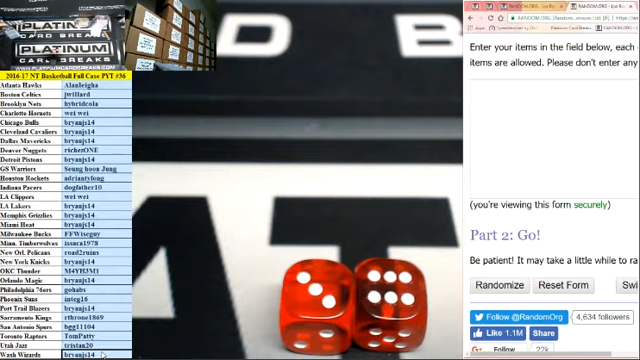 PLATINUM
CARD BREAKS
PLATINUM
CARD BREAKS
2016-17 NT Basketball Full Case PYT #36
Atlanta Hawks Alanleigha
Boston Celtics jwillard
Brooklyn Nets hybridcola
Charlotte Hornets wei wei
Chicago Bulls bryanjs14
Cleveland Cavaliers bryanjs14
Dallas Mavericks bryanjs14
Denver Nuggets richezONE
Detroit Pistons bryanjs14
GS Warriors Seung hoon Jung
Houston Rockets adriantyfong
Indiana Pacers dogfather10
LA Clippers wei wei
LA Lakers bryanjs14
Memphis Grizzlies bryanjs14
Miami Heat bryanjs14
Milwaukee Bucks FFWiseguy
Minn. Timberwolves issaca1978
New Orl. Pelicans road2ruins
New York Knicks bryanjs14
OKC Thunder M4YH3M1
Orlando Magic bryanjs14
Philadelphia 76ers gohabs
Phoenix Suns integ16
Port Trail Blazers bryanjs14
Sacramento Kings rthrone1869
San Antonio Spurs bgg11104
Toronto Raptors TomPatty
Utah Jazz tristan20
Wash Wizards bryanjs14
D B
AT
Enter your items in the field below, each
items are allowed. Please don't enter any
(you're viewing this form securely)
Part 2: Go!
Be patient! It may take a little while to ra
Randomize Reset Form Swi
Follow @RandomOrg 4,634 followers
Like 1.1M Share